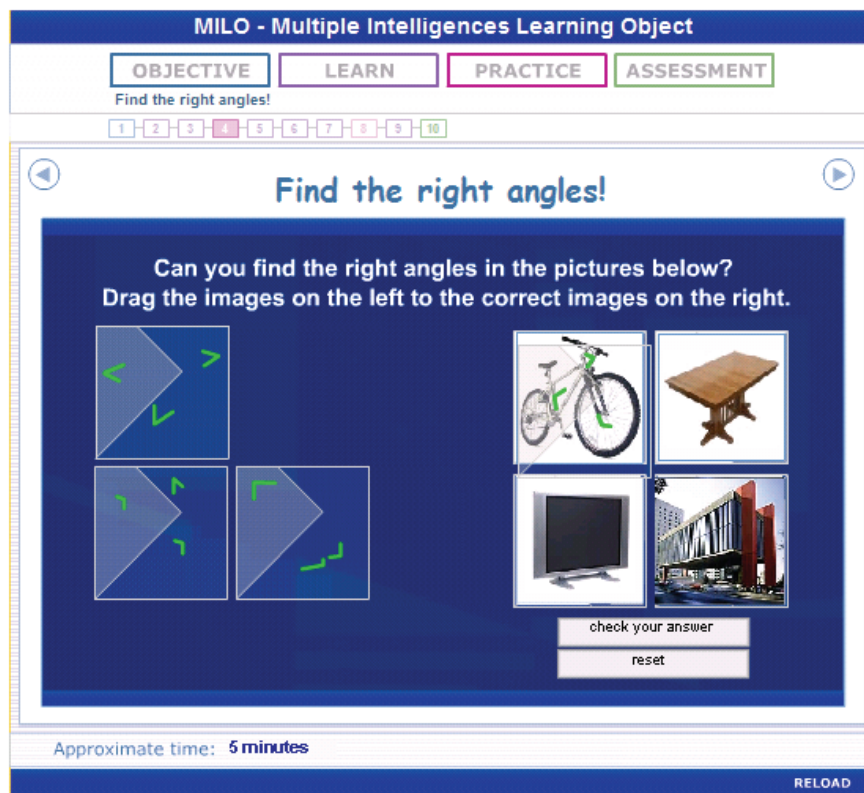 MILO - Multiple Intelligences Learning Object
OBJECTIVE LEARN PRACTICE ASSESSMENT
Find the right angles!
1 2 3 4 5 6 7 8 9 10
Find the right angles!
Can you find the right angles in the pictures below?
Drag the images on the left to the correct images on the right.
check your answer
reset
Approximate time: 5 minutes
RELOAD